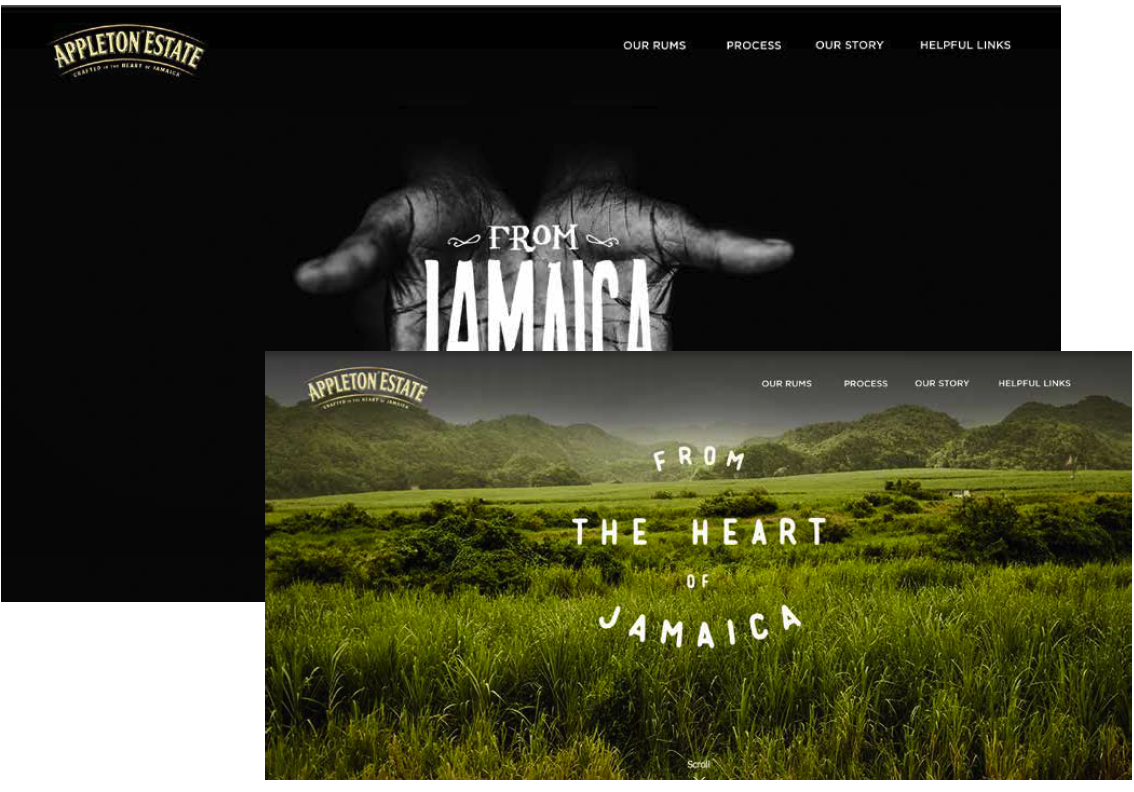 APPLETON ESTATE
CRAFTED IN THE HEART OF JAMAICA
OUR RUMS PROCESS OUR STORY HELPFUL LINKS
FROM
JAMAICA
APPLETON ESTATE
CRAFTED IN THE HEART OF JAMAICA
OUR RUMS PROCESS OUR STORY HELPFUL LINKS
FROM
THE HEART
OF
JAMAICA
Scroll